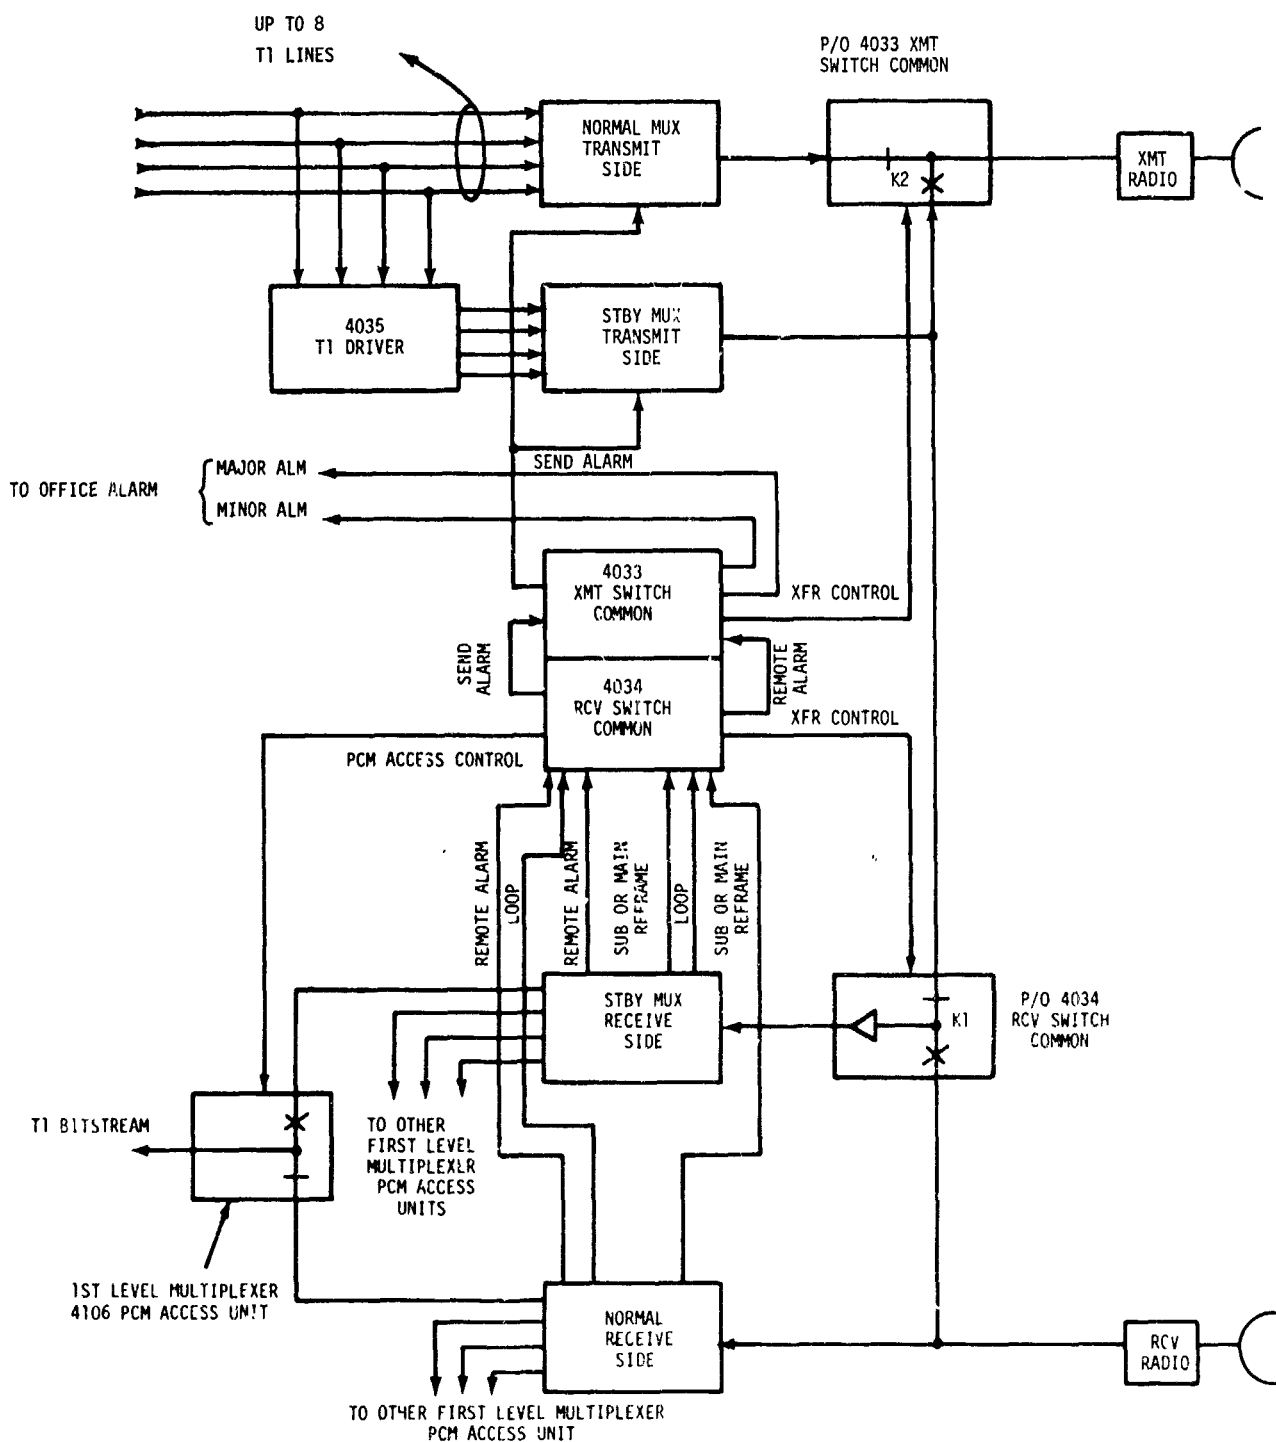 UP TO 8
T1 LINES
P/O 4033 XMT
SWITCH COMMON
NORMAL MUX
TRANSMIT
SIDE
K2
XMT
RADIO
4035
T1 DRIVER
STBY MUX
TRANSMIT
SIDE
SEND ALARM
TO OFFICE ALARM
MAJOR ALM
MINOR ALM
4033
XMT SWITCH
COMMON
XFR CONTROL
SEND
ALARM
REMOTE
ALARM
4034
RCV SWITCH
COMMON
XFR CONTROL
PCM ACCESS CONTROL
REMOTE ALARM
LOOP
REMOTE ALARM
SUB OR MAIN
REFRAME
LOOP
SUB OR MAIN
REFRAME
STBY MUX
RECEIVE
SIDE
K1
P/O 4034
RCV SWITCH
COMMON
T1 BITSTREAM
TO OTHER
FIRST LEVEL
MULTIPLEXER
PCM ACCESS
UNITS
1ST LEVEL MULTIPLEXER
4106 PCM ACCESS UNIT
NORMAL
RECEIVE
SIDE
RCV
RADIO
TO OTHER FIRST LEVEL MULTIPLEXER
PCM ACCESS UNIT